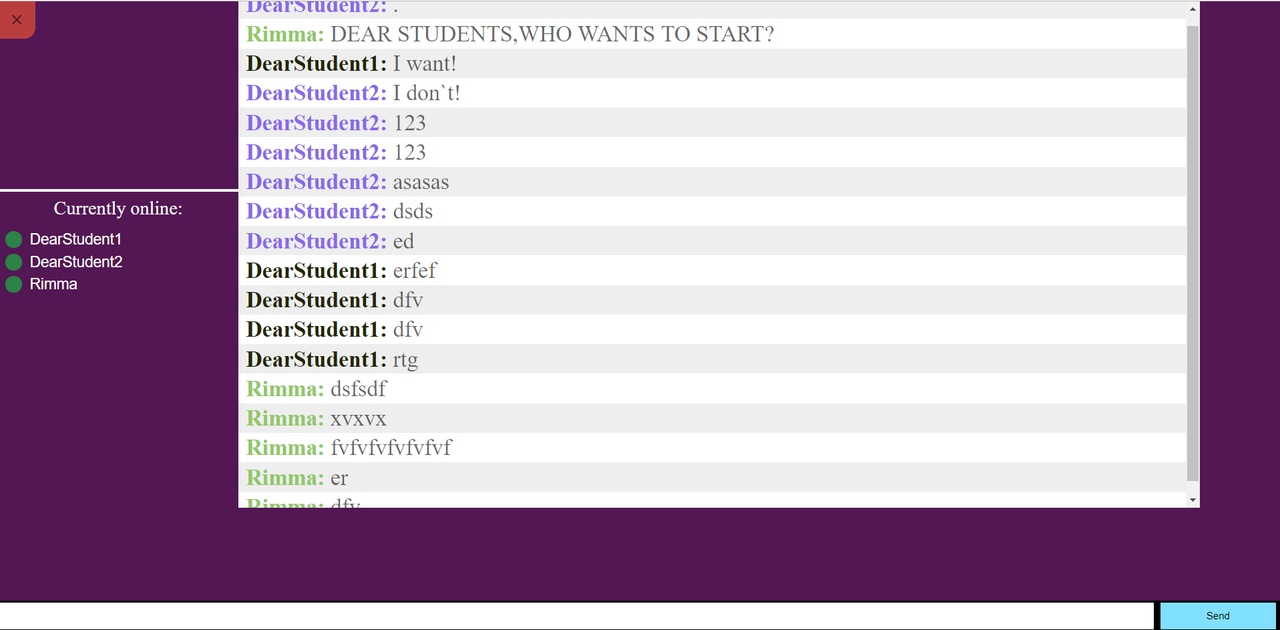 ×
DearStudent2: .
Rimma: DEAR STUDENTS,WHO WANTS TO START?
DearStudent1: I want!
DearStudent2: I don`t!
DearStudent2: 123
DearStudent2: 123
DearStudent2: asasas
DearStudent2: dsds
DearStudent2: ed
DearStudent1: erfef
DearStudent1: dfv
DearStudent1: dfv
DearStudent1: rtg
Rimma: dsfsdf
Rimma: xvxvx
Rimma: fvfvfvfvfvfvf
Rimma: er
Rimma: dfv
Currently online:
DearStudent1
DearStudent2
Rimma
Send